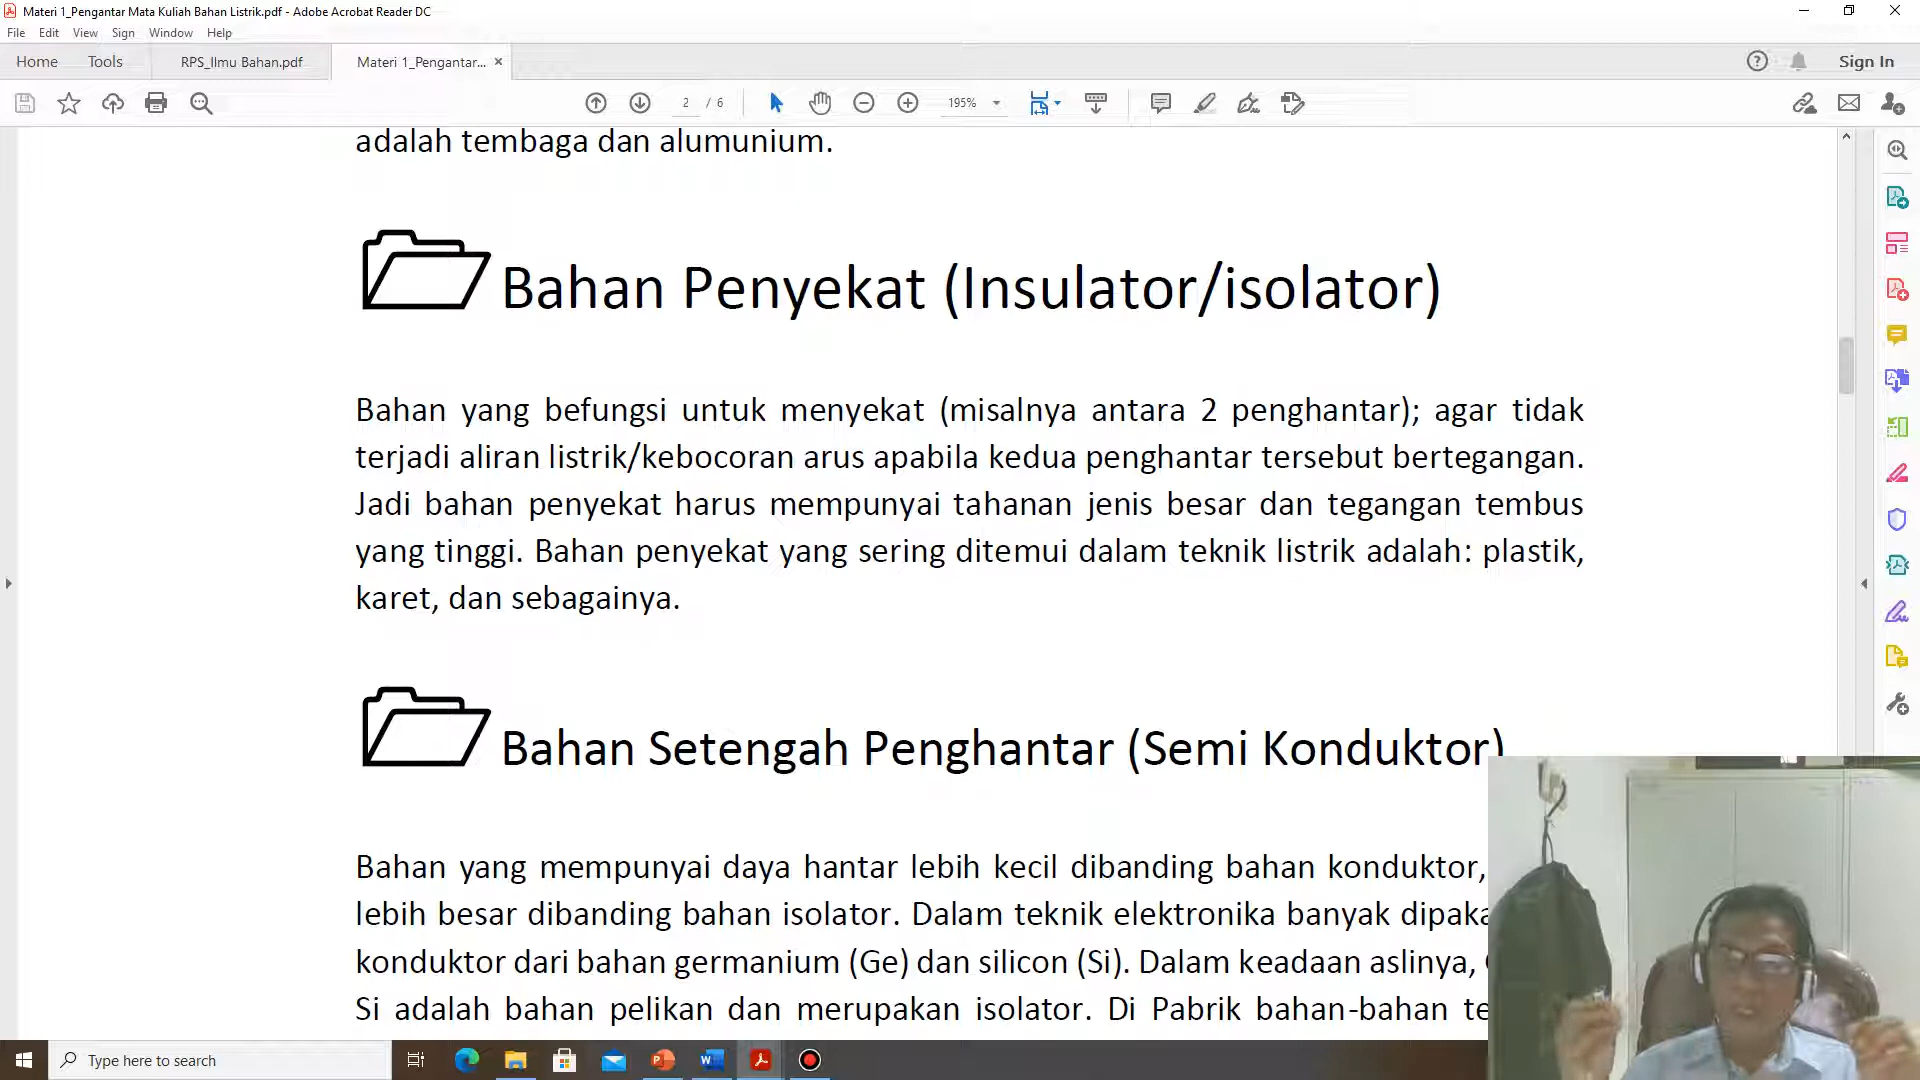 Materi 1_Pengantar Mata Kuliah Bahan Listrik.pdf - Adobe Acrobat Reader DC
File Edit View Sign Window Help
Home Tools RPS_Ilmu Bahan.pdf Materi 1_Pengantar... × Sign In
2 / 6 195%
adalah tembaga dan alumunium.
Bahan Penyekat (Insulator/isolator)
Bahan yang befungsi untuk menyekat (misalnya antara 2 penghantar); agar tidak
terjadi aliran listrik/kebocoran arus apabila kedua penghantar tersebut bertegangan.
Jadi bahan penyekat harus mempunyai tahanan jenis besar dan tegangan tembus
yang tinggi. Bahan penyekat yang sering ditemui dalam teknik listrik adalah: plastik,
karet, dan sebagainya.
Bahan Setengah Penghantar (Semi Konduktor)
Bahan yang mempunyai daya hantar lebih kecil dibanding bahan konduktor,
lebih besar dibanding bahan isolator. Dalam teknik elektronika banyak dipaka
konduktor dari bahan germanium (Ge) dan silicon (Si). Dalam keadaan aslinya,
Si adalah bahan pelikan dan merupakan isolator. Di Pabrik bahan-bahan te
Type here to search